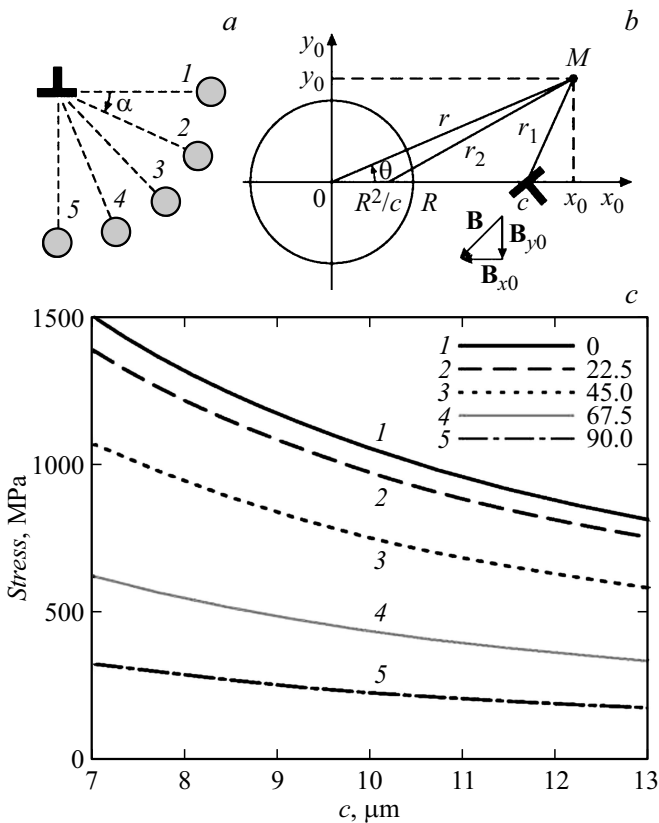 a
1
α
2
3
4
5
b
y₀
y₀
M
r
r₁
r₂
θ
0
R²/c
R
c
x₀
x₀
B
B_y0
B_x0
c
1500
1 0
2 22.5
3 45.0
4 67.5
5 90.0
1
1000
2
3
Stress, MPa
500
4
5
0
7 8 9 10 11 12 13
c, μm